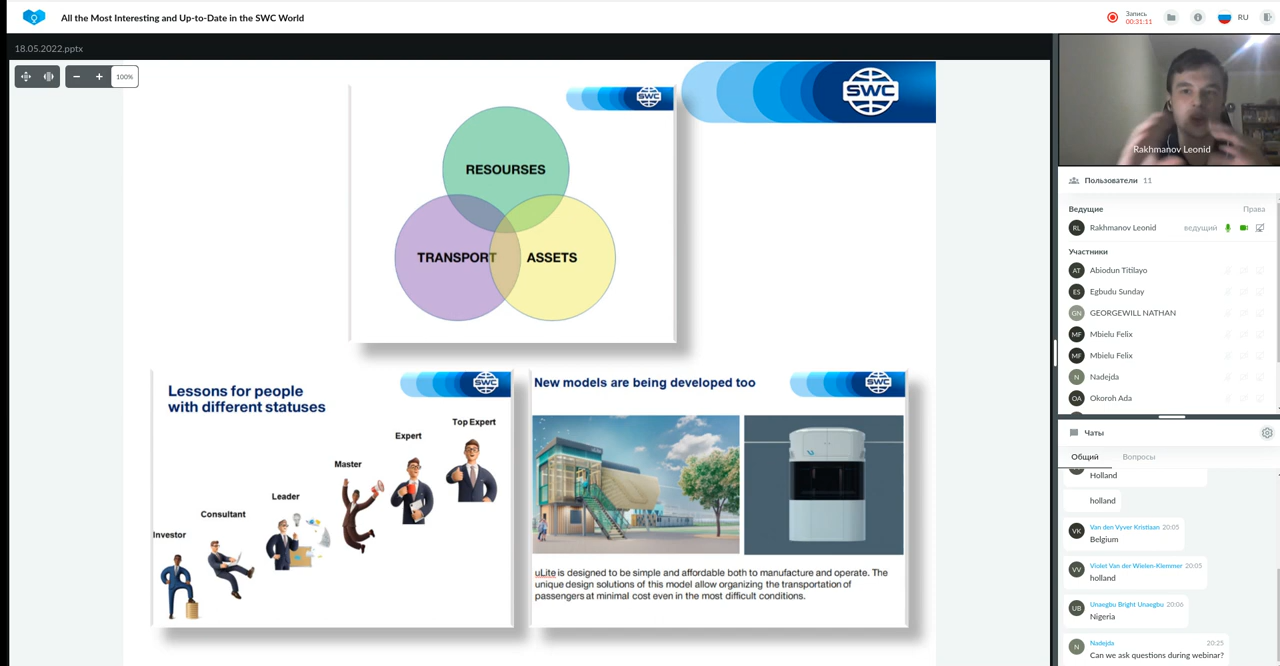 All the Most Interesting and Up-to-Date in the SWC World
Запись
00:31:11
RU
18.05.2022.pptx
100%
SWC
SWC
RESOURSES
TRANSPORT
ASSETS
Lessons for people
with different statuses
SWC
Top Expert
Expert
Master
Leader
Consultant
Investor
New models are being developed too
SWC
uLite is designed to be simple and affordable both to manufacture and operate. The
unique design solutions of this model allow organizing the transportation of
passengers at minimal cost even in the most difficult conditions.
Rakhmanov Leonid
Пользователи 11
Ведущие Права
RL Rakhmanov Leonid ведущий
Участники
AT Abiodun Titilayo
ES Egbudu Sunday
GN GEORGEWILL NATHAN
MF Mbielu Felix
MF Mbielu Felix
N Nadejda
OA Okoroh Ada
Чаты
Общий Вопросы
Holland
holland
VK Van den Vyver Kristiaan 20:05
Belgium
VV Violet Van der Wielen-Klemmer 20:05
holland
UB Unaegbu Bright Unaegbu 20:06
Nigeria
N Nadejda 20:25
Can we ask questions during webinar?